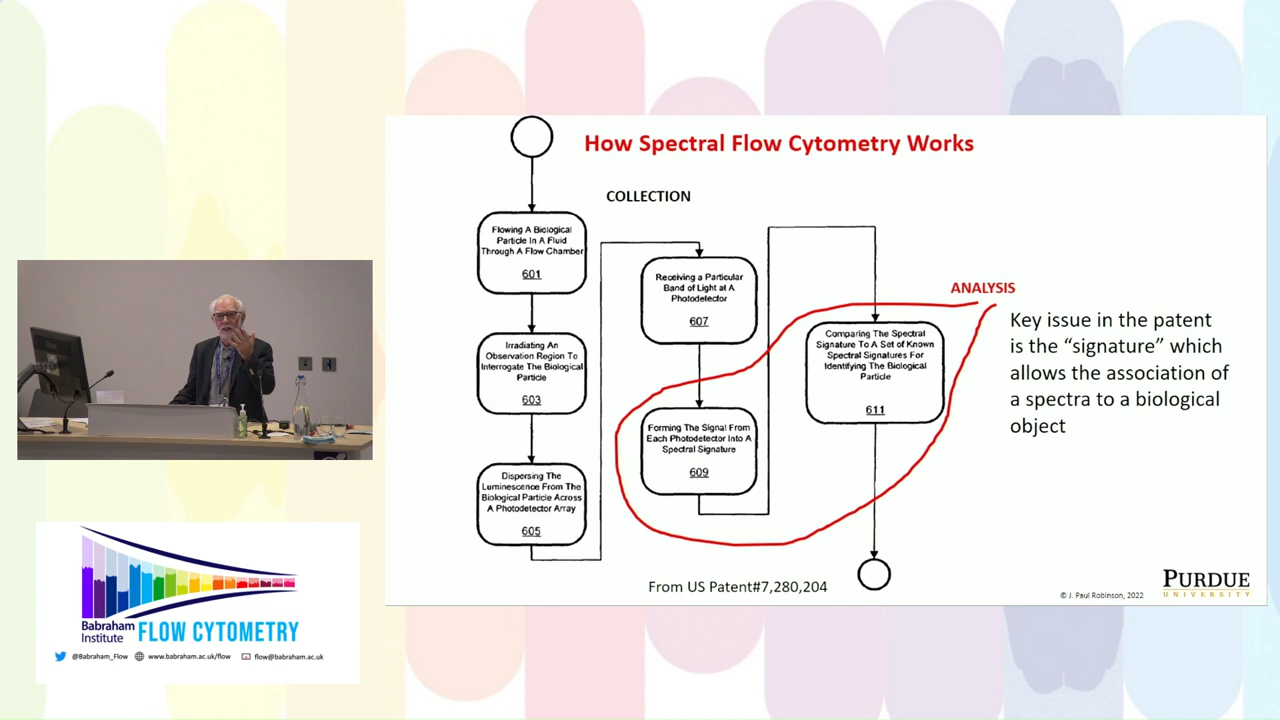 How Spectral Flow Cytometry Works
COLLECTION
Flowing A Biological
Particle In A Fluid
Through A Flow Chamber
601
Irradiating An
Observation Region To
Interrogate The Biological
Particle
603
Dispersing The
Luminescence From The
Biological Particle Across
A Photodetector Array
605
Receiving a Particular
Band of Light at A
Photodetector
607
Forming The Signal From
Each Photodetector Into A
Spectral Signature
609
Comparing The Spectral
Signature To A Set of Known
Spectral Signatures For
Identifying The Biological
Particle
611
ANALYSIS
Key issue in the patent
is the “signature” which
allows the association of
a spectra to a biological
object
From US Patent#7,280,204
© J. Paul Robinson, 2022
PURDUE
UNIVERSITY
Babraham
Institute
FLOW CYTOMETRY
@Babraham_Flow
www.babraham.ac.uk/flow
flow@babraham.ac.uk